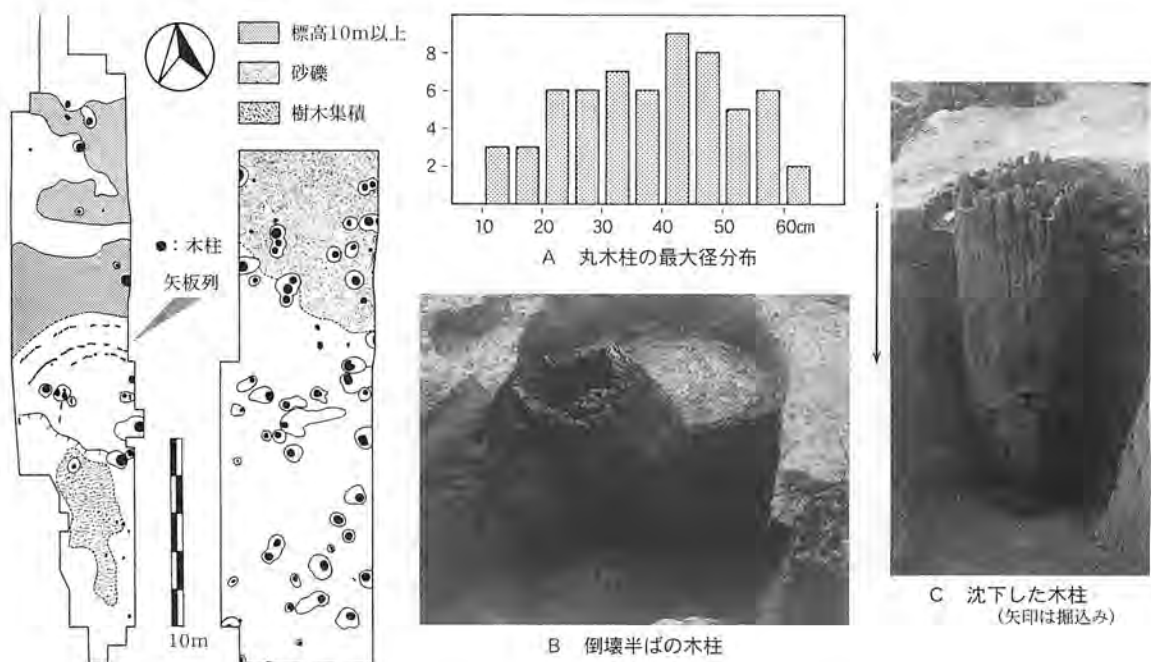 標高10m以上
砂礫
樹木集積
●：木柱
矢板列
10m
8
6
4
2
10 20 30 40 50 60cm
A 丸木柱の最大径分布
B 倒壊半ばの木柱
C 沈下した木柱
(矢印は掘込み)